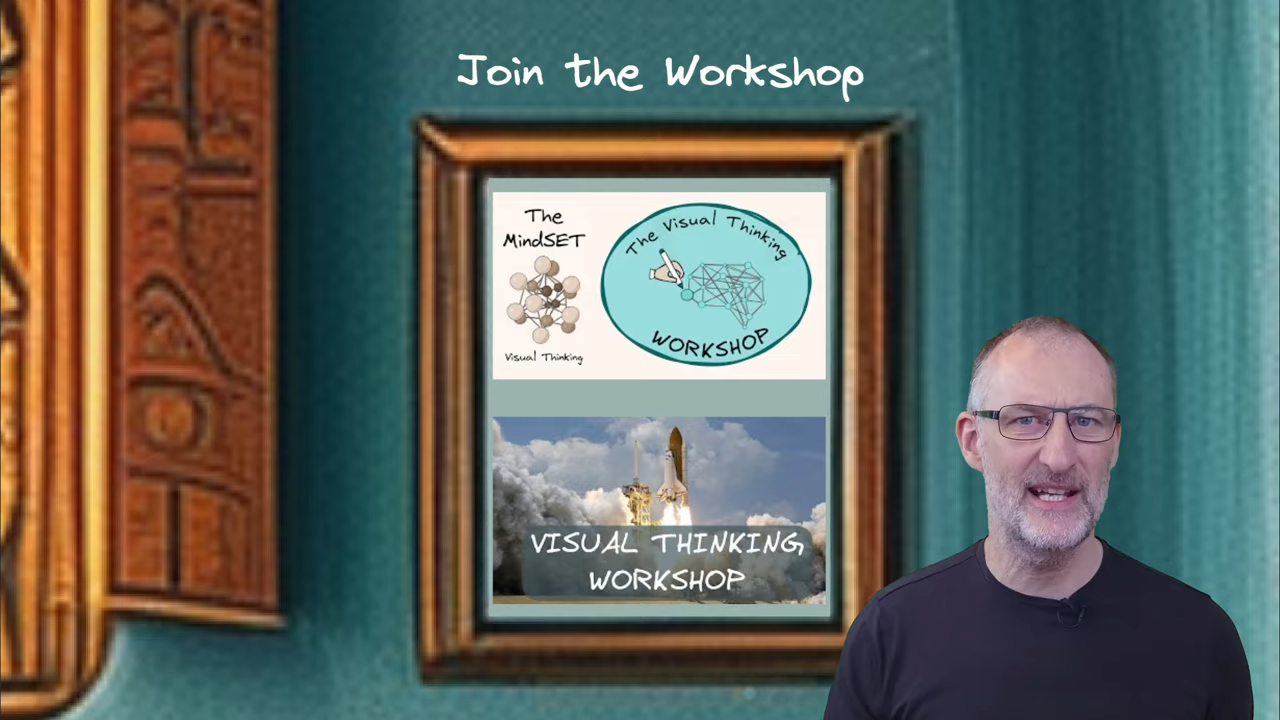 Join the Workshop
The
MindSET
Visual Thinking
The Visual Thinking
WORKSHOP
VISUAL THINKING
WORKSHOP